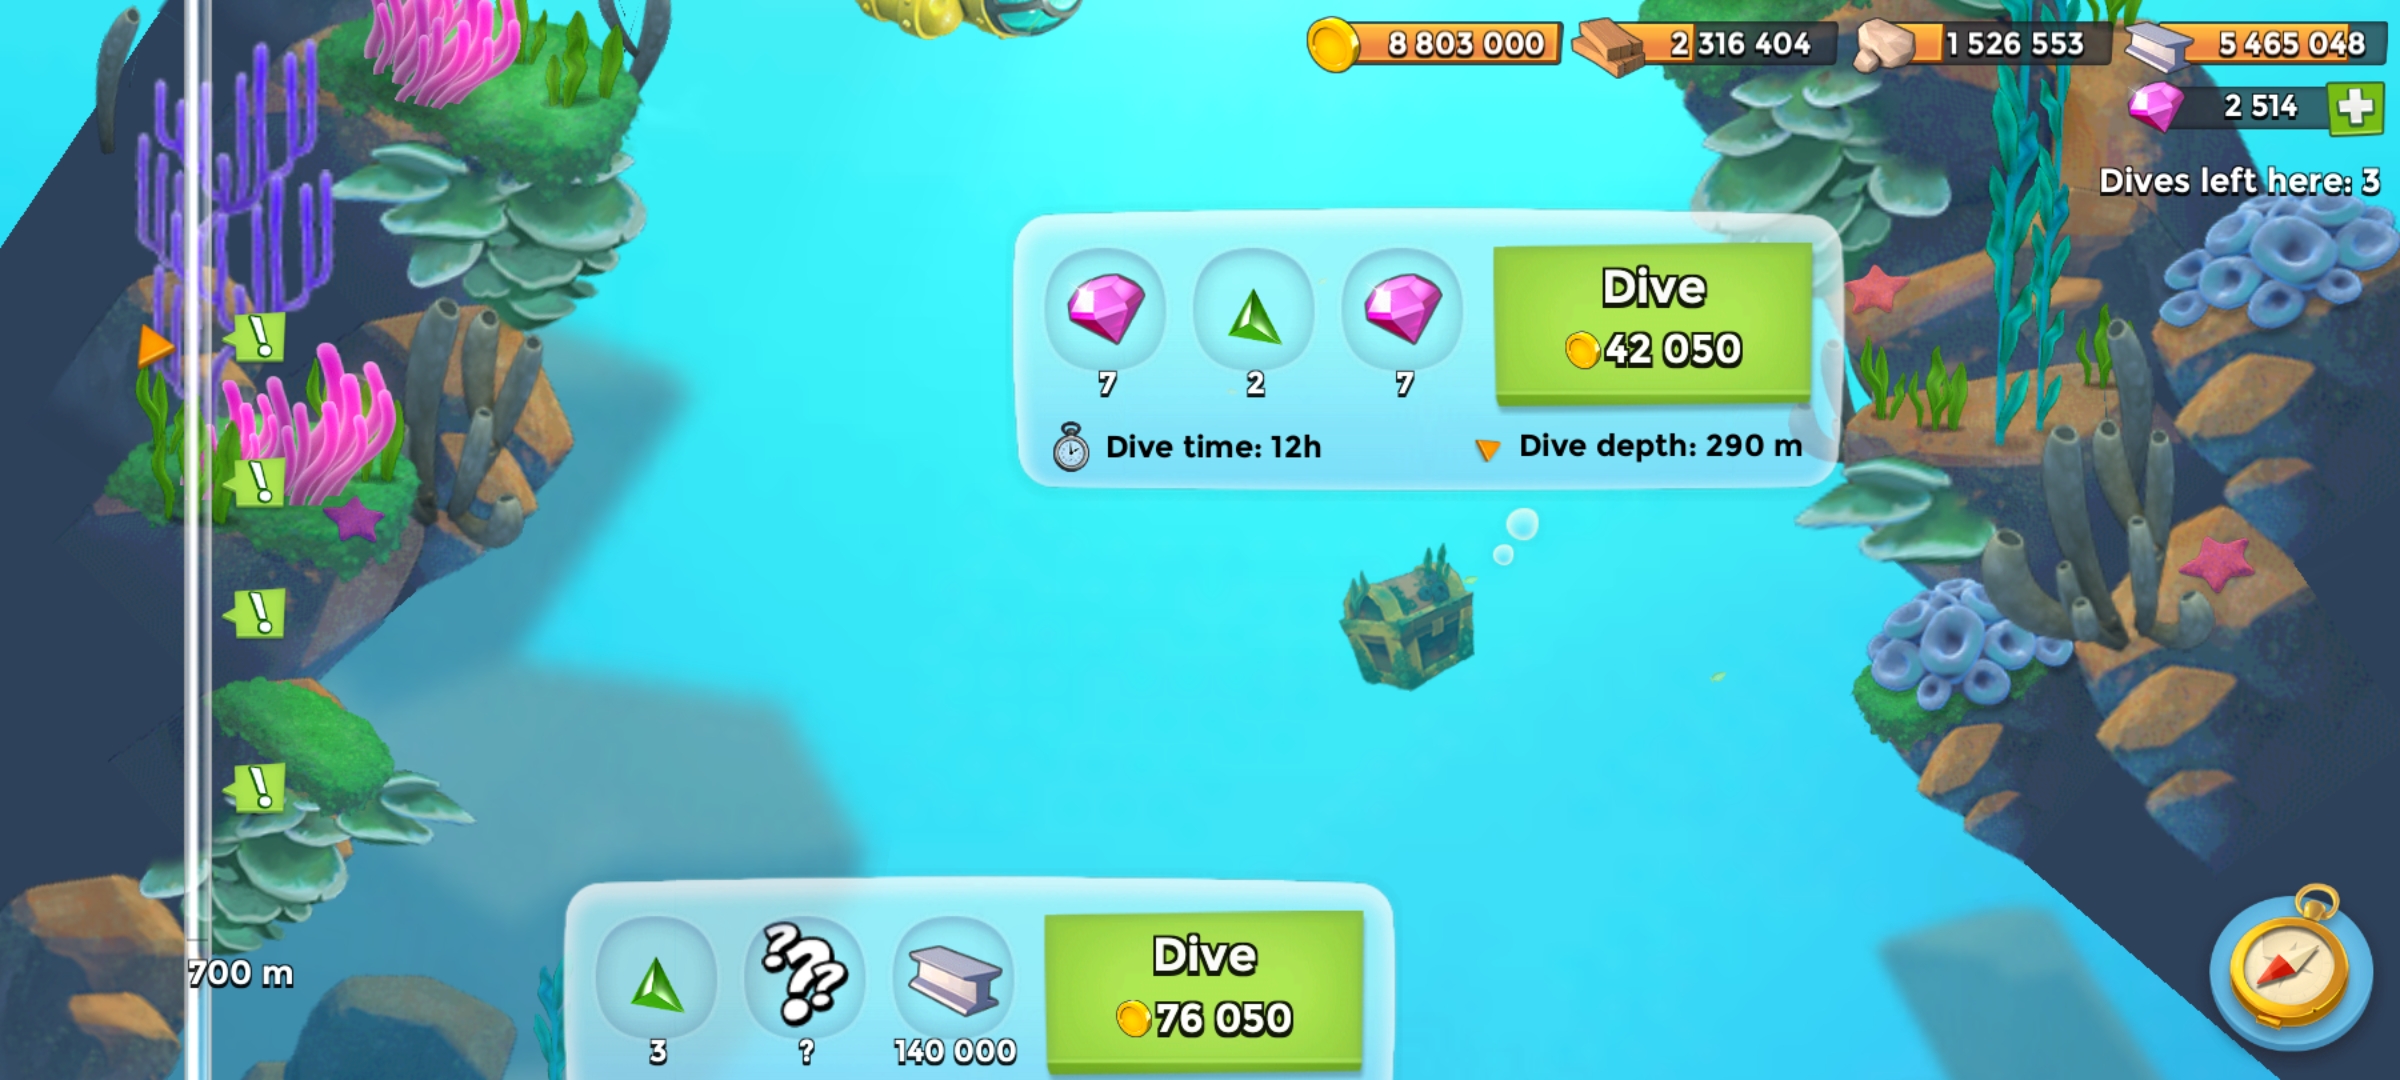 8 803 000
2 316 404
1 526 553
5 465 048
2 514
Dives left here: 3
Dive
42 050
7
2
7
Dive time: 12h
Dive depth: 290 m
!
!
!
!
700 m
Dive
76 050
???
3
?
140 000